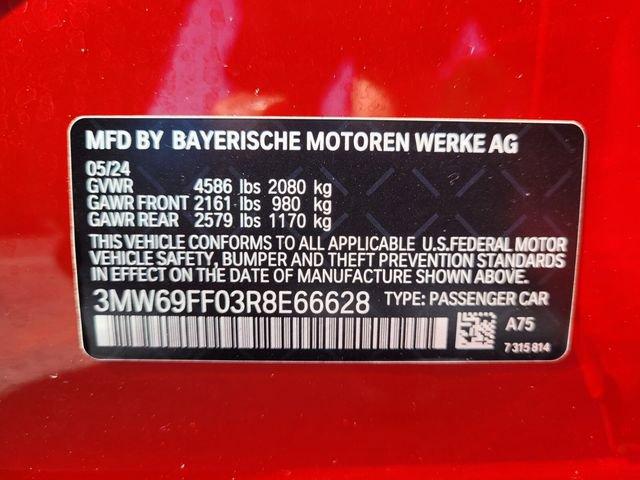 MFD BY BAYERISCHE MOTOREN WERKE AG
05/24
GVWR 4586 lbs 2080 kg
GAWR FRONT 2161 lbs 980 kg
GAWR REAR 2579 lbs 1170 kg
THIS VEHICLE CONFORMS TO ALL APPLICABLE U.S.FEDERAL MOTOR
VEHICLE SAFETY, BUMPER AND THEFT PREVENTION STANDARDS
IN EFFECT ON THE DATE OF MANUFACTURE SHOWN ABOVE.
3MW69FF03R8E66628 TYPE: PASSENGER CAR
A75
7 315 814